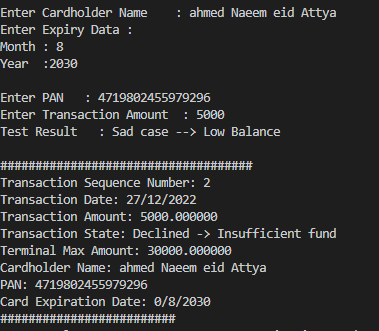 Enter Cardholder Name    : ahmed Naeem eid Attya
Enter Expiry Data :
Month : 8
Year  :2030
Enter PAN   : 4719802455979296
Enter Transaction Amount  : 5000
Test Result   : Sad case --> Low Balance
####################################
Transaction Sequence Number: 2
Transaction Date: 27/12/2022
Transaction Amount: 5000.000000
Transaction State: Declined -> Insufficient fund
Terminal Max Amount: 30000.000000
Cardholder Name: ahmed Naeem eid Attya
PAN: 4719802455979296
Card Expiration Date: 0/8/2030
#########################